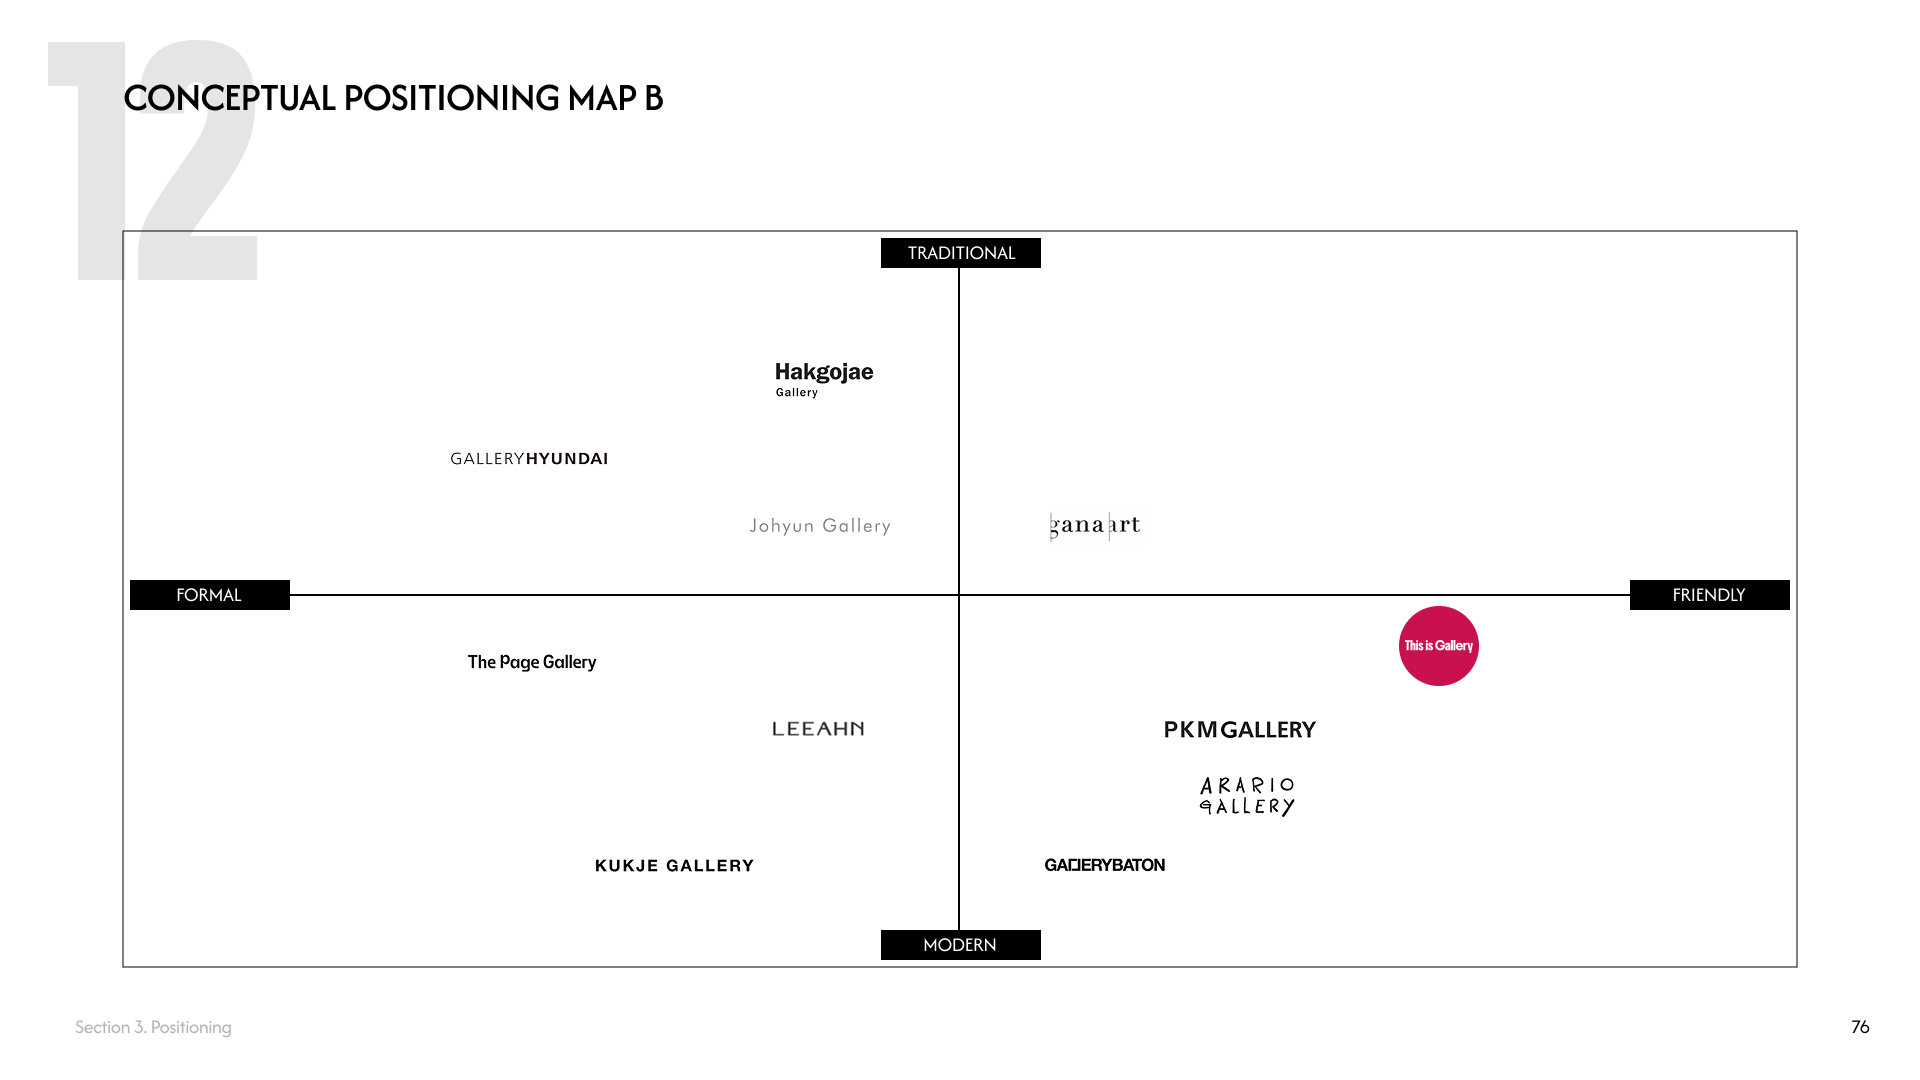 12
CONCEPTUAL POSITIONING MAP B
TRADITIONAL
Hakgojae
Gallery
GALLERYHYUNDAI
Johyun Gallery
ganaart
FORMAL
FRIENDLY
This is Gallery
The Page Gallery
LEEAHN
PKMGALLERY
ARARIO
GALLERY
KUKJE GALLERY
GALLERYBATON
MODERN
Section 3. Positioning
76